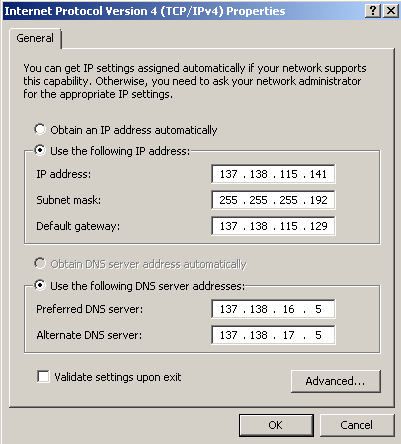 Internet Protocol Version 4 (TCP/IPv4) Properties
General
You can get IP settings assigned automatically if your network supports
this capability. Otherwise, you need to ask your network administrator
for the appropriate IP settings.
Obtain an IP address automatically
Use the following IP address:
IP address: 137 . 138 . 115 . 141
Subnet mask: 255 . 255 . 255 . 192
Default gateway: 137 . 138 . 115 . 129
Obtain DNS server address automatically
Use the following DNS server addresses:
Preferred DNS server: 137 . 138 . 16 . 5
Alternate DNS server: 137 . 138 . 17 . 5
Validate settings upon exit
Advanced...
OK Cancel